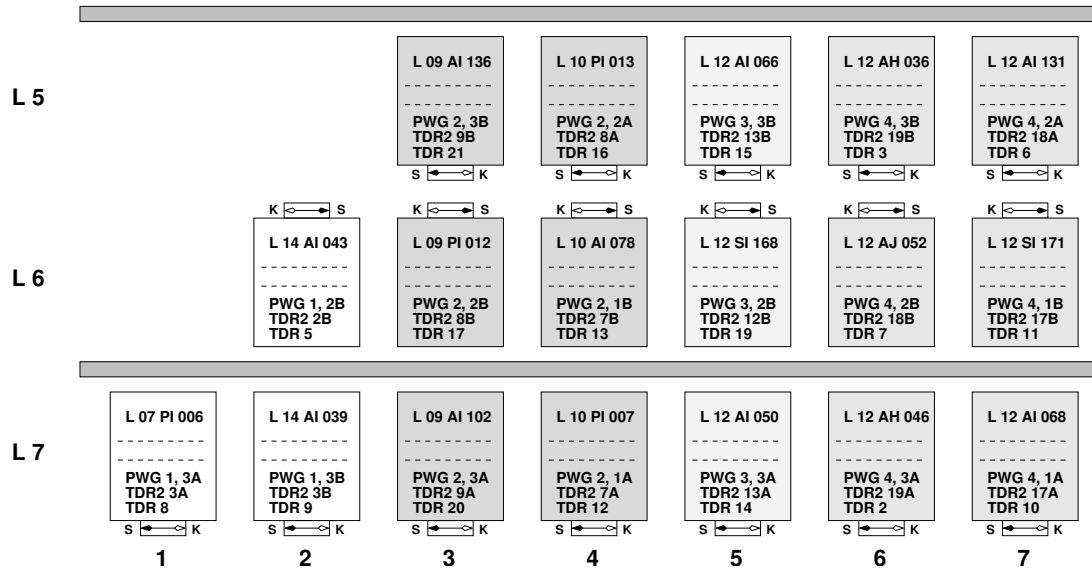 L 5
L 09 AI 136
PWG 2, 3B
TDR2 9B
TDR 21
S K
L 10 PI 013
PWG 2, 2A
TDR2 8A
TDR 16
S K
L 12 AI 066
PWG 3, 3B
TDR2 13B
TDR 15
S K
L 12 AH 036
PWG 4, 3B
TDR2 19B
TDR 3
S K
L 12 AI 131
PWG 4, 2A
TDR2 18A
TDR 6
S K
L 6
K S
L 14 AI 043
PWG 1, 2B
TDR2 2B
TDR 5
K S
L 09 PI 012
PWG 2, 2B
TDR2 8B
TDR 17
K S
L 10 AI 078
PWG 2, 1B
TDR2 7B
TDR 13
K S
L 12 SI 168
PWG 3, 2B
TDR2 12B
TDR 19
K S
L 12 AJ 052
PWG 4, 2B
TDR2 18B
TDR 7
K S
L 12 SI 171
PWG 4, 1B
TDR2 17B
TDR 11
L 7
L 07 PI 006
PWG 1, 3A
TDR2 3A
TDR 8
S K
L 14 AI 039
PWG 1, 3B
TDR2 3B
TDR 9
S K
L 09 AI 102
PWG 2, 3A
TDR2 9A
TDR 20
S K
L 10 PI 007
PWG 2, 1A
TDR2 7A
TDR 12
S K
L 12 AI 050
PWG 3, 3A
TDR2 13A
TDR 14
S K
L 12 AH 046
PWG 4, 3A
TDR2 19A
TDR 2
S K
L 12 AI 068
PWG 4, 1A
TDR2 17A
TDR 10
S K
1 2 3 4 5 6 7